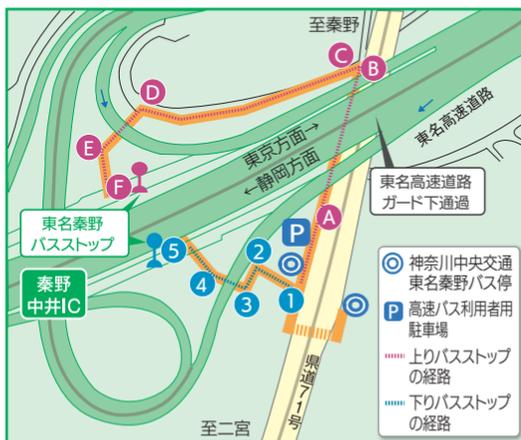 至秦野
C
B
D
E
F
東京方面→
←静岡方面
東名高速道路
東名高速道路
ガード下通過
東名秦野
バスストップ
A
P
5
2
4
3
1
秦野
中井IC
県道71号
至二宮
神奈川中央交通
東名秦野バス停
P
高速バス利用者用
駐車場
上りバスストップ
の経路
下りバスストップ
の経路